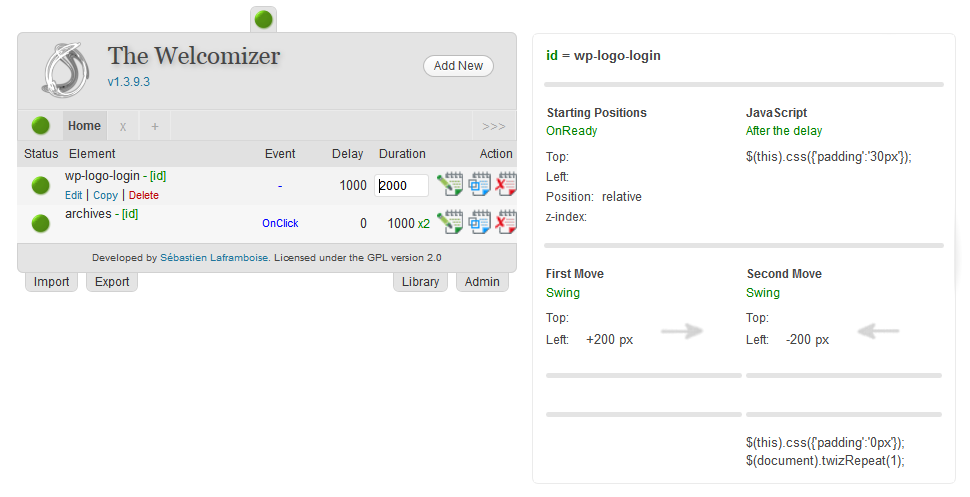 The Welcomizer
v1.3.9.3
Add New
Home x + >>>
Status Element Event Delay Duration Action
wp-logo-login - [id] - 1000 2000
Edit | Copy | Delete
archives - [id] OnClick 0 1000 x2
Developed by Sébastien Laframboise. Licensed under the GPL version 2.0
Import Export Library Admin
id = wp-logo-login
Starting Positions JavaScript
OnReady After the delay
Top: $(this).css({'padding':'30px'});
Left:
Position: relative
z-index:
First Move Second Move
Swing Swing
Top: Top:
Left: +200 px Left: -200 px
$(this).css({'padding':'0px'});
$(document).twizRepeat(1);